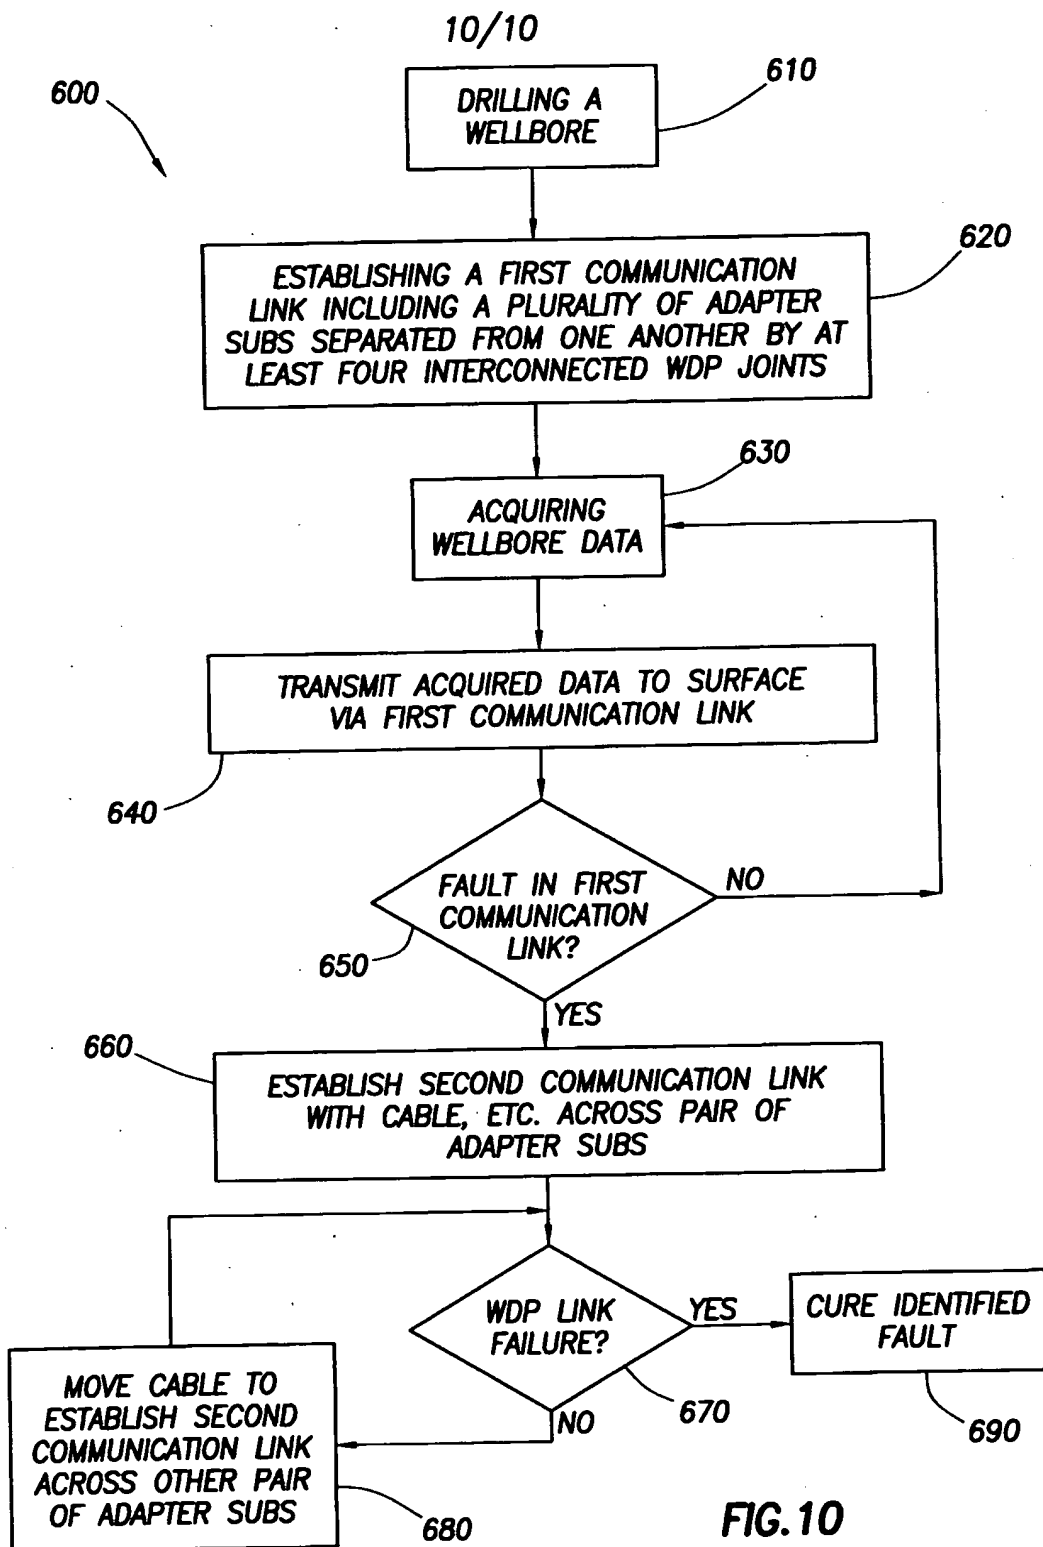 10/10
600
610
DRILLING A
WELLBORE
620
ESTABLISHING A FIRST COMMUNICATION
LINK INCLUDING A PLURALITY OF ADAPTER
SUBS SEPARATED FROM ONE ANOTHER BY AT
LEAST FOUR INTERCONNECTED WDP JOINTS
630
ACQUIRING
WELLBORE DATA
TRANSMIT ACQUIRED DATA TO SURFACE
VIA FIRST COMMUNICATION LINK
640
FAULT IN FIRST
COMMUNICATION
LINK?
NO
650
YES
660
ESTABLISH SECOND COMMUNICATION LINK
WITH CABLE, ETC. ACROSS PAIR OF
ADAPTER SUBS
WDP LINK
FAILURE?
YES
CURE IDENTIFIED
FAULT
670
NO
690
MOVE CABLE TO
ESTABLISH SECOND
COMMUNICATION LINK
ACROSS OTHER PAIR
OF ADAPTER SUBS
680
FIG.10